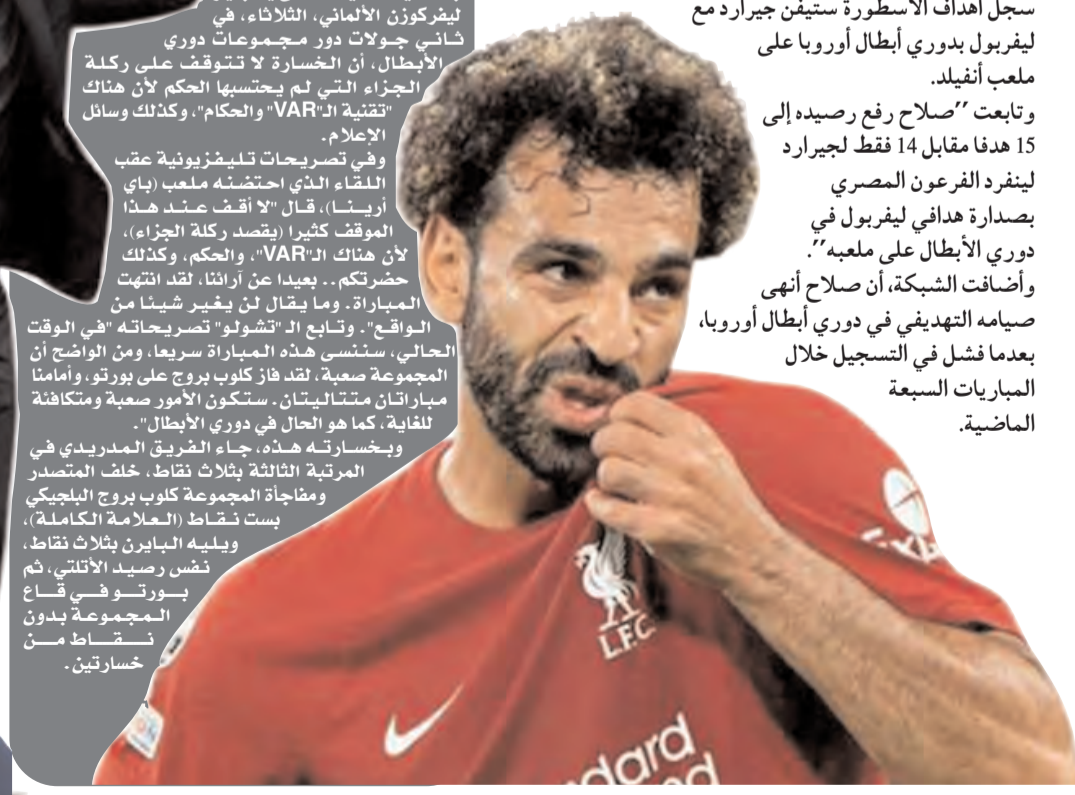 سجل أهداف الأسطورة ستيفن جيرارد مع
ليفربول بدوري أبطال أوروبا على
ملعب أنفيلد.
وتابعت ”صلاح رفع رصيده إلى
15 هدفا مقابل 14 فقط لجيرارد
لينفرد الفرعون المصري
بصدارة هدافي ليفربول في
دوري الأبطال على ملعبه”.
وأضافت الشبكة، أن صلاح أنهى
صيامه التهديفي في دوري أبطال أوروبا،
بعدما فشل في التسجيل خلال
المباريات السبعة
الماضية.
ليفركوزن الألماني، الثلاثاء، في
ثاني جولات دور مجموعات دوري
الأبطال، أن الخسارة لا تتوقف على ركلة
الجزاء التي لم يحتسبها الحكم لأن هناك
"تقنية الـ"VAR" والحكام"، وكذلك وسائل
الإعلام.
وفي تصريحات تليفزيونية عقب
اللقاء الذي احتضنه ملعب (باي
أرينا)، قال "لا أقف عند هذا
الموقف كثيرا (يقصد ركلة الجزاء)،
لأن هناك الـ"VAR"، والحكم، وكذلك
حضرتكم.. بعيدا عن آرائنا، لقد انتهت
المباراة. وما يقال لن يغير شيئا من
الواقع". وتابع الـ "تشولو" تصريحاته "في الوقت
الحالي، سننسى هذه المباراة سريعا، ومن الواضح أن
المجموعة صعبة، لقد فاز كلوب بروج على بورتو، وأمامنا
مباراتان متتاليتان. ستكون الأمور صعبة ومتكافئة
للغاية، كما هو الحال في دوري الأبطال".
وبخسارته هذه، جاء الفريق المدريدي في
المرتبة الثالثة بثلاث نقاط، خلف المتصدر
ومفاجأة المجموعة كلوب بروج البلجيكي
بست نقاط (العلامة الكاملة)،
ويليه البايرن بثلاث نقاط،
نفس رصيد الأتلتي، ثم
بورتو في قاع
المجموعة بدون
نقاط من
خسارتين.
L.F.C.